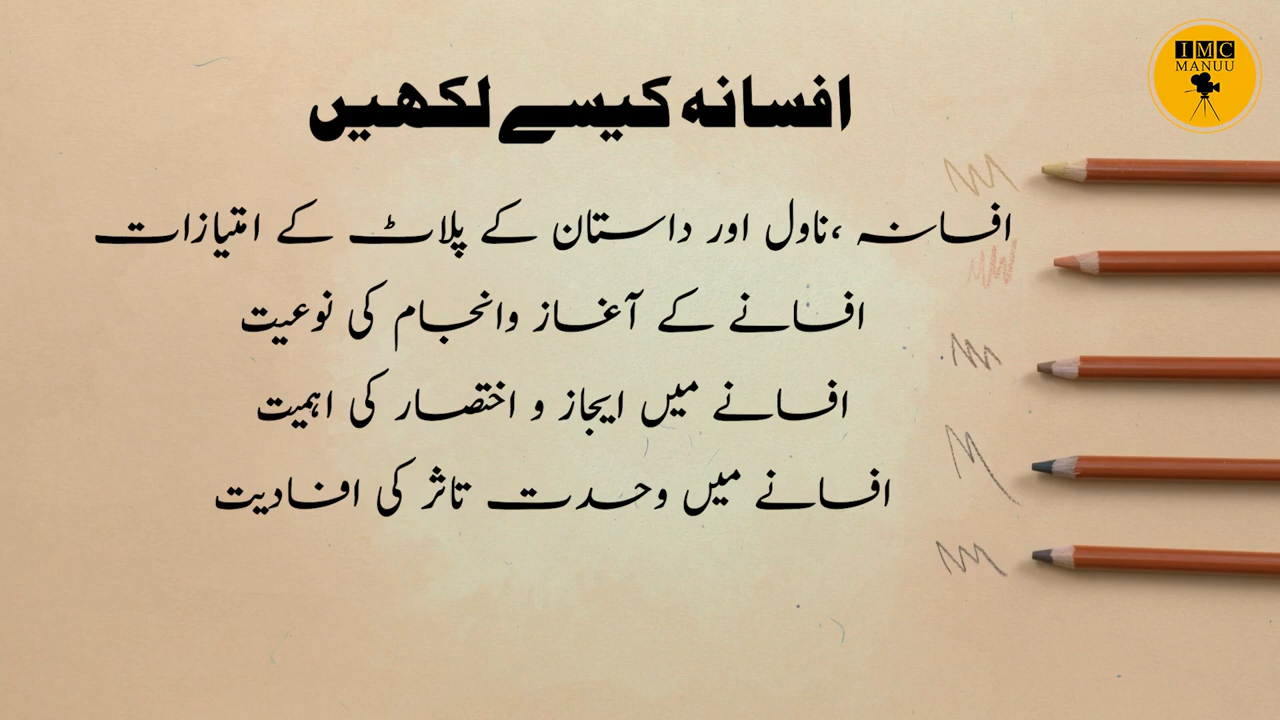 IMC
MANUU
افسانہ کیسے لکھیں
افسانہ ،ناول اور داستان کے پلاٹ کے امتیازات
افسانے کے آغاز وانجام کی نوعیت
افسانے میں ایجاز و اختصار کی اہمیت
افسانے میں وحدت تاثر کی افادیت